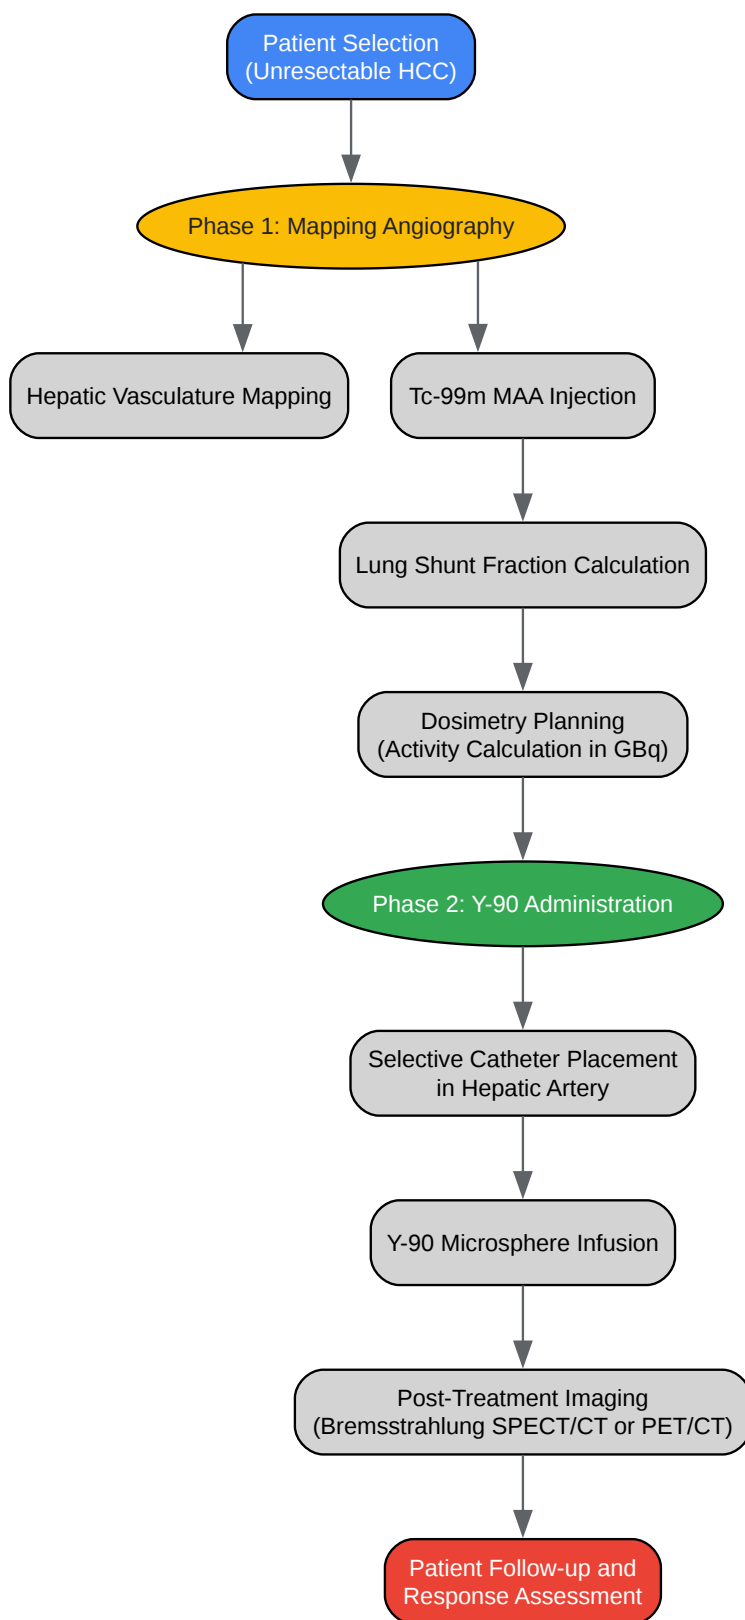 Patient Selection
(Unresectable HCC)
Phase 1: Mapping Angiography
Hepatic Vasculature Mapping
Tc-99m MAA Injection
Lung Shunt Fraction Calculation
Dosimetry Planning
(Activity Calculation in GBq)
Phase 2: Y-90 Administration
Selective Catheter Placement
in Hepatic Artery
Y-90 Microsphere Infusion
Post-Treatment Imaging
(Bremsstrahlung SPECT/CT or PET/CT)
Patient Follow-up and
Response Assessment